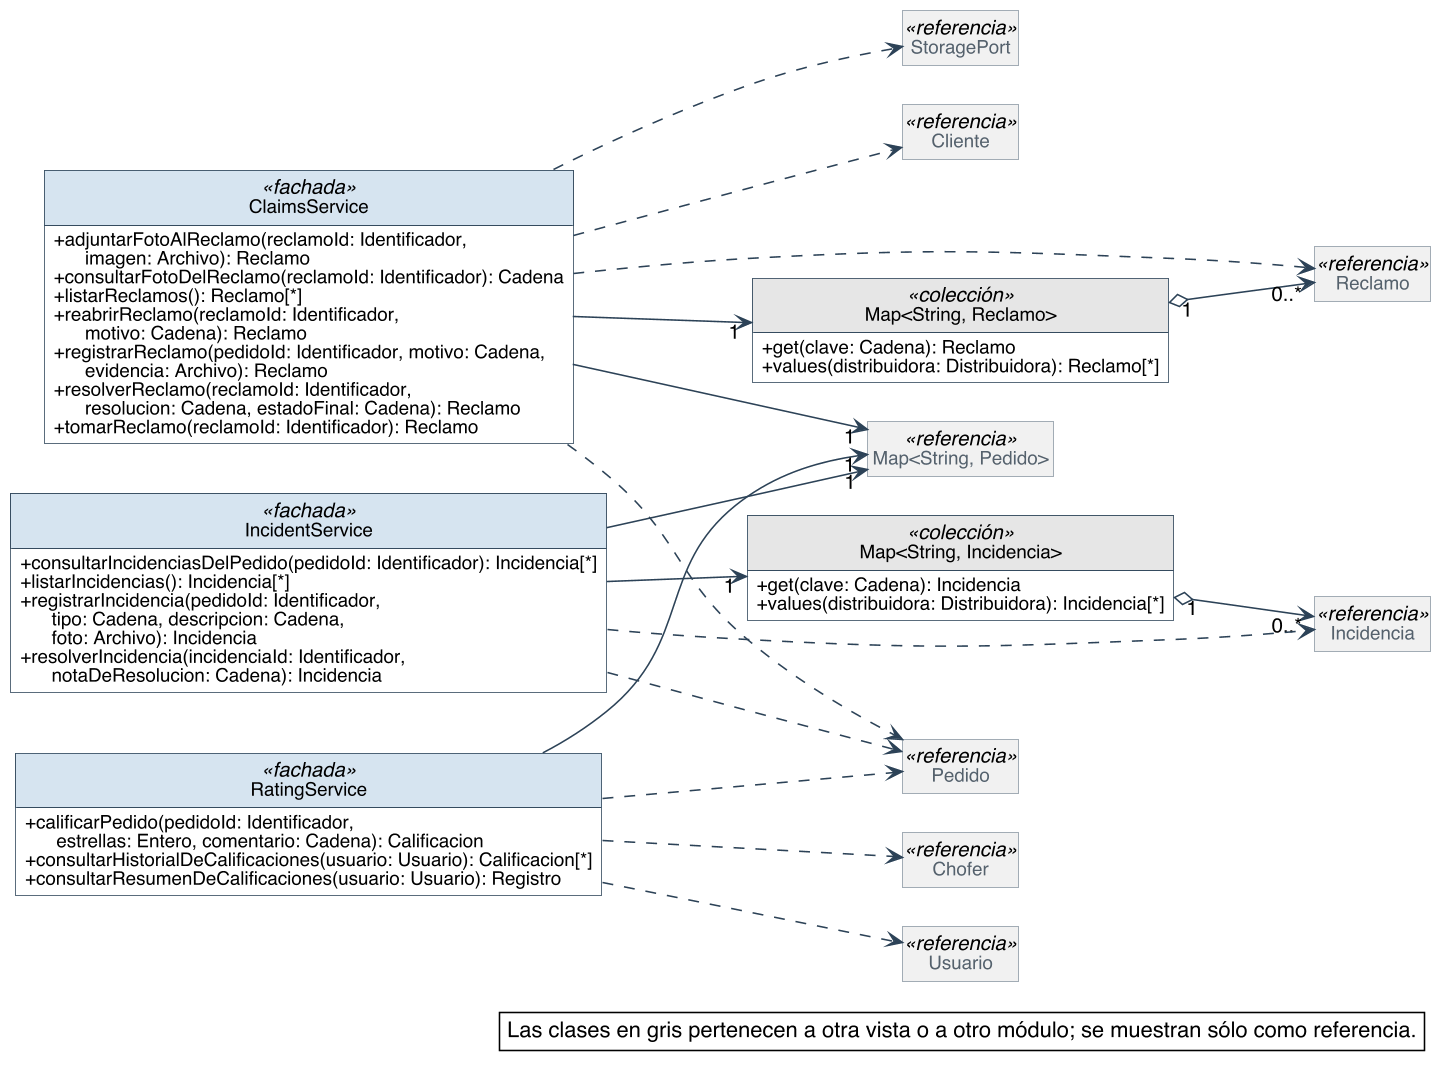 «referencia»
StoragePort
«referencia»
Cliente
«fachada»
ClaimsService
+adjuntarFotoAlReclamo(reclamoId: Identificador,
imagen: Archivo): Reclamo
+consultarFotoDelReclamo(reclamoId: Identificador): Cadena
+listarReclamos(): Reclamo[*]
+reabrirReclamo(reclamoId: Identificador,
motivo: Cadena): Reclamo
+registrarReclamo(pedidoId: Identificador, motivo: Cadena,
evidencia: Archivo): Reclamo
+resolverReclamo(reclamoId: Identificador,
resolucion: Cadena, estadoFinal: Cadena): Reclamo
+tomarReclamo(reclamoId: Identificador): Reclamo
«referencia»
Reclamo
«colección»
Map<String, Reclamo>
+get(clave: Cadena): Reclamo
+values(distribuidora: Distribuidora): Reclamo[*]
1
1
0..*
«referencia»
Map<String, Pedido>
1
1
1
«fachada»
IncidentService
+consultarIncidenciasDelPedido(pedidoId: Identificador): Incidencia[*]
+listarIncidencias(): Incidencia[*]
+registrarIncidencia(pedidoId: Identificador,
tipo: Cadena, descripcion: Cadena,
foto: Archivo): Incidencia
+resolverIncidencia(incidenciaId: Identificador,
notaDeResolucion: Cadena): Incidencia
«colección»
Map<String, Incidencia>
+get(clave: Cadena): Incidencia
+values(distribuidora: Distribuidora): Incidencia[*]
1
1
0..*
«referencia»
Incidencia
«fachada»
RatingService
+calificarPedido(pedidoId: Identificador,
estrellas: Entero, comentario: Cadena): Calificacion
+consultarHistorialDeCalificaciones(usuario: Usuario): Calificacion[*]
+consultarResumenDeCalificaciones(usuario: Usuario): Registro
«referencia»
Pedido
«referencia»
Chofer
«referencia»
Usuario
Las clases en gris pertenecen a otra vista o a otro módulo; se muestran sólo como referencia.